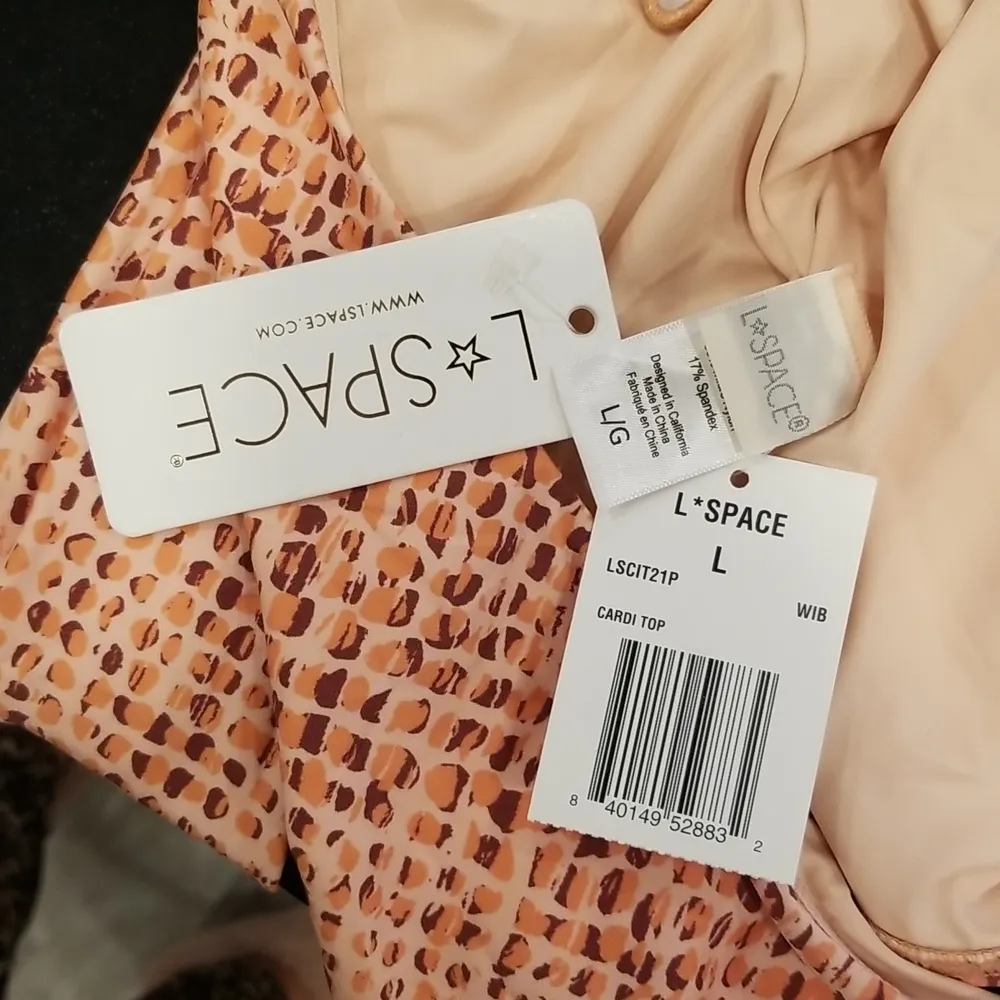 L☆SPACE®
WWW.LSPACE.COM
L*SPACE®
17% Spandex
Designed in California
Made in China
Fabriqué en Chine
L/G
L*SPACE
L
LSCIT21P
WIB
CARDI TOP
8 40149 52883 2